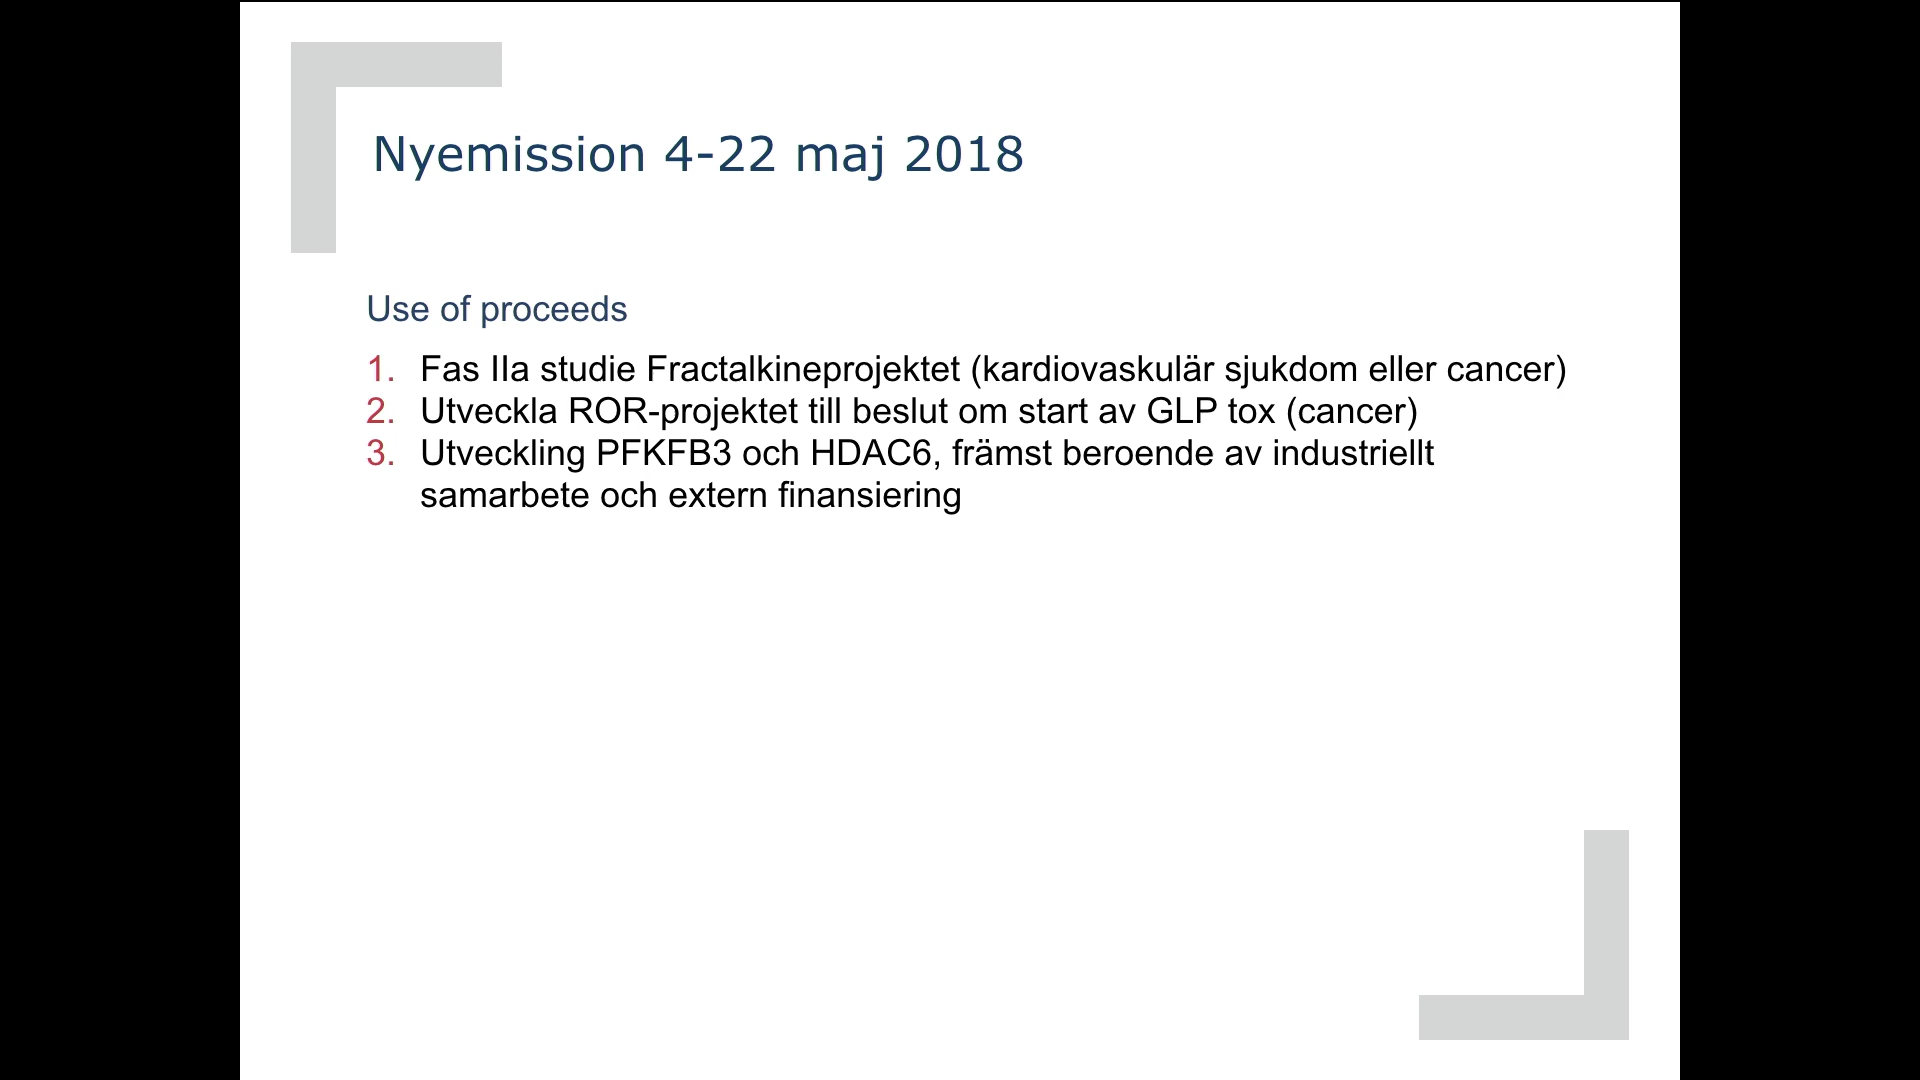 Nyemission 4-22 maj 2018
Use of proceeds
1. Fas IIa studie Fractalkineprojektet (kardiovaskulär sjukdom eller cancer)
2. Utveckla ROR-projektet till beslut om start av GLP tox (cancer)
3. Utveckling PFKFB3 och HDAC6, främst beroende av industriellt
samarbete och extern finansiering